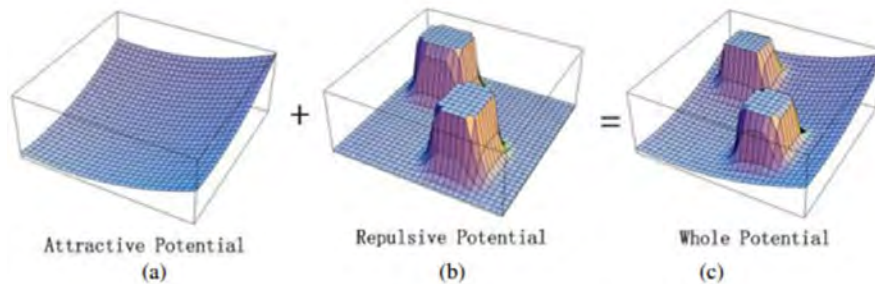 +
=
Attractive Potential
Repulsive Potential
Whole Potential
(a)
(b)
(c)